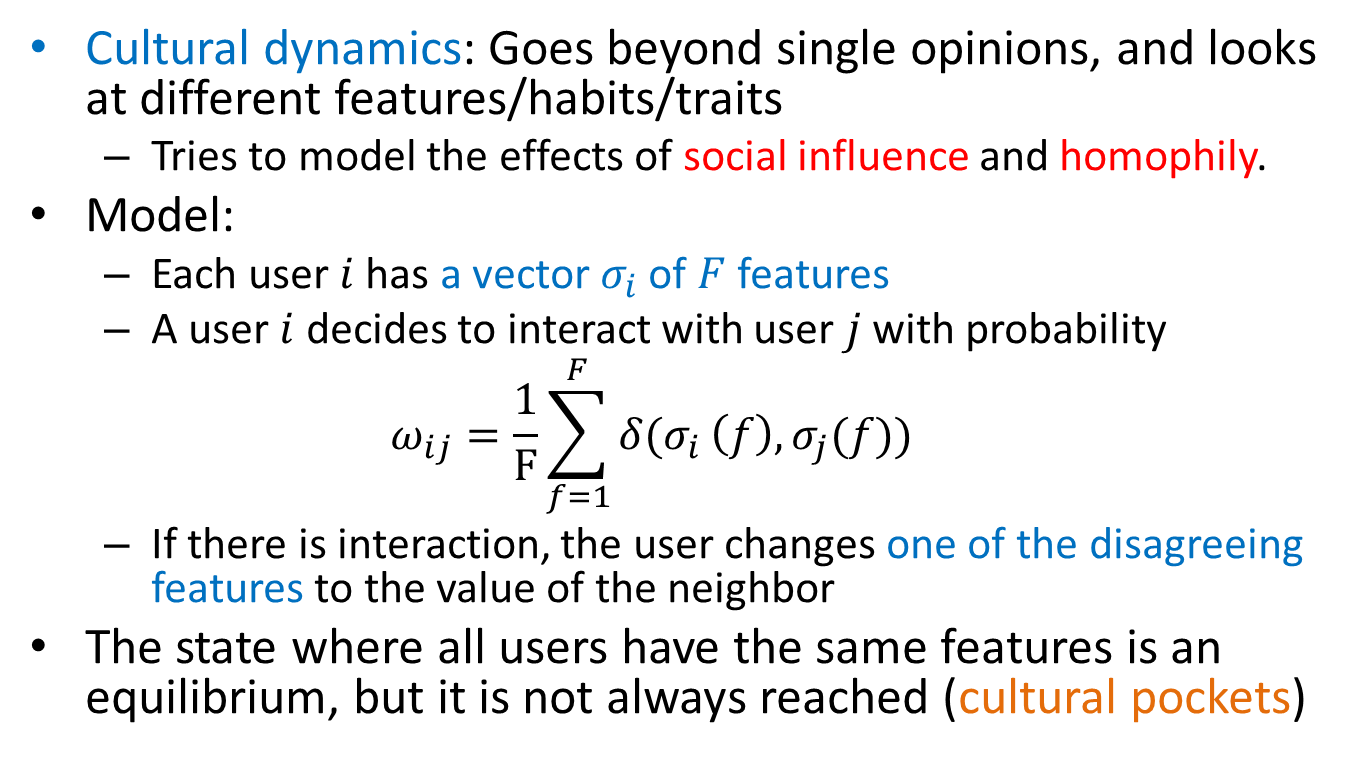 • Cultural dynamics: Goes beyond single opinions, and looks
at different features/habits/traits
– Tries to model the effects of social influence and homophily.
• Model:
– Each user 𝑖 has a vector 𝜎ᵢ of 𝐹 features
– A user 𝑖 decides to interact with user 𝑗 with probability
𝜔ᵢⱼ = 1/F ∑_{𝑓=1}^{𝐹} 𝛿(𝜎ᵢ (𝑓), 𝜎ⱼ(𝑓))
– If there is interaction, the user changes one of the disagreeing
features to the value of the neighbor
• The state where all users have the same features is an
equilibrium, but it is not always reached (cultural pockets)